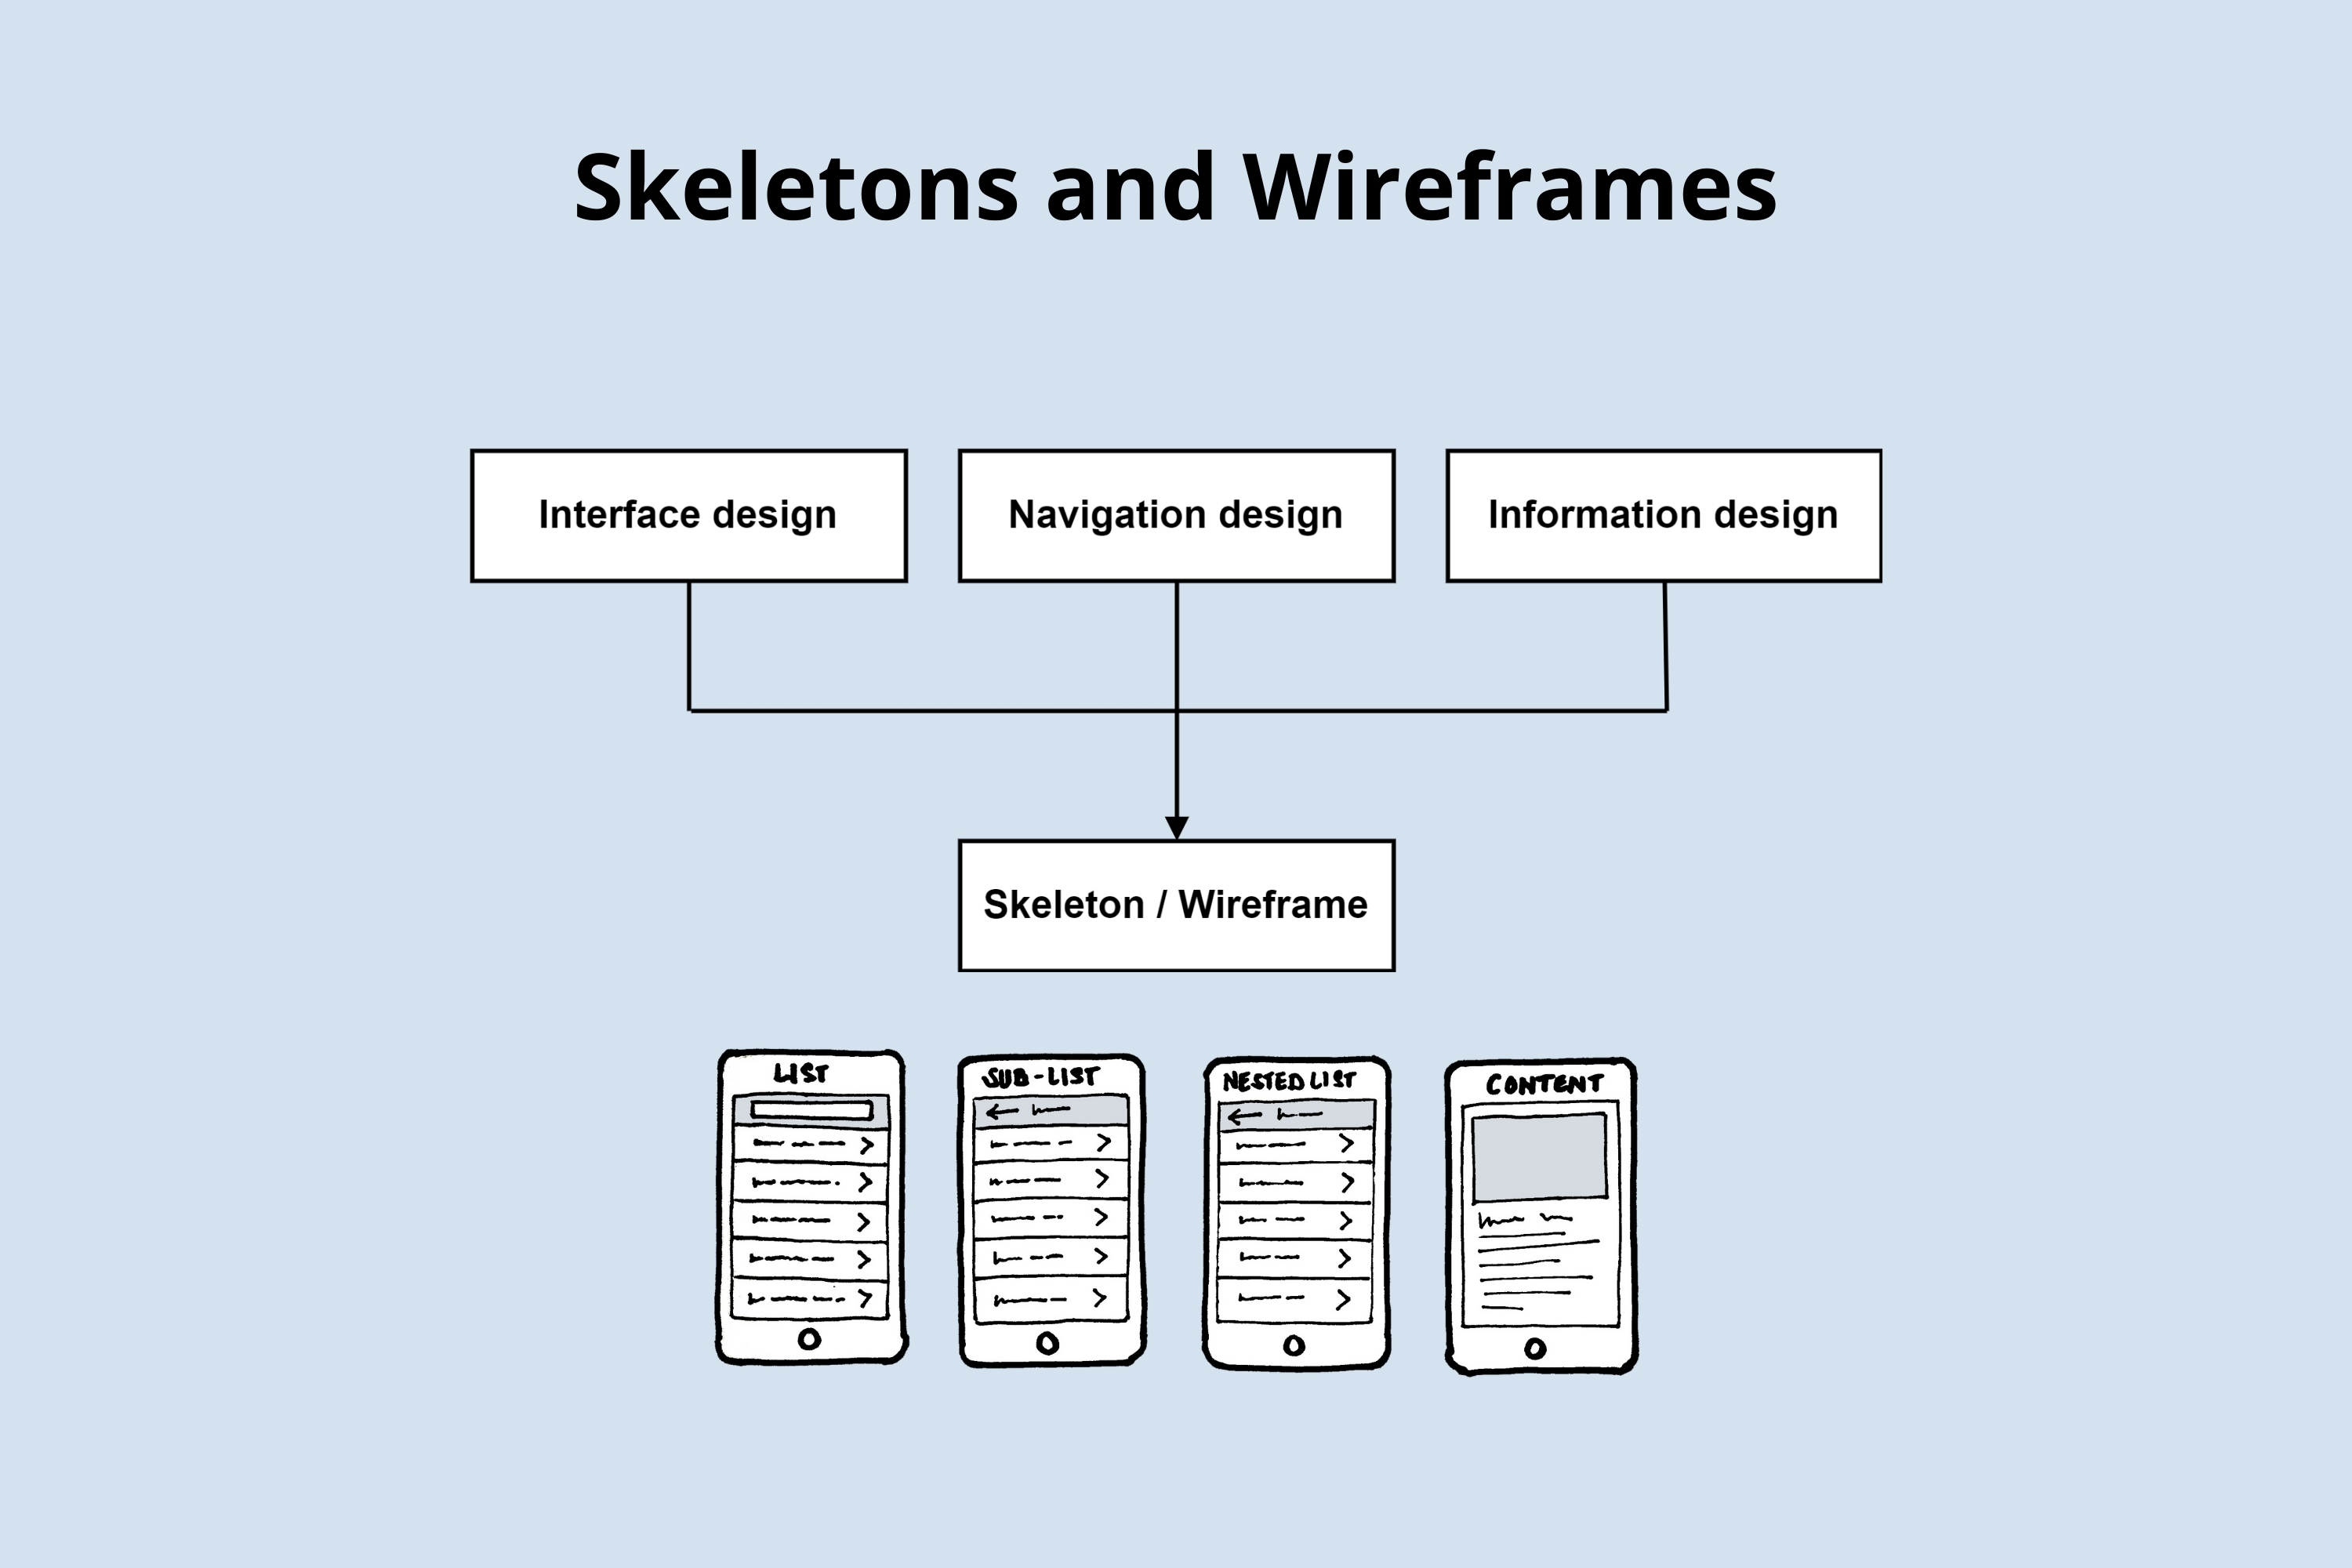 Skeletons and Wireframes
Interface design
Navigation design
Information design
Skeleton / Wireframe
LIST
SUB-LIST
NESTED LIST
CONTENT